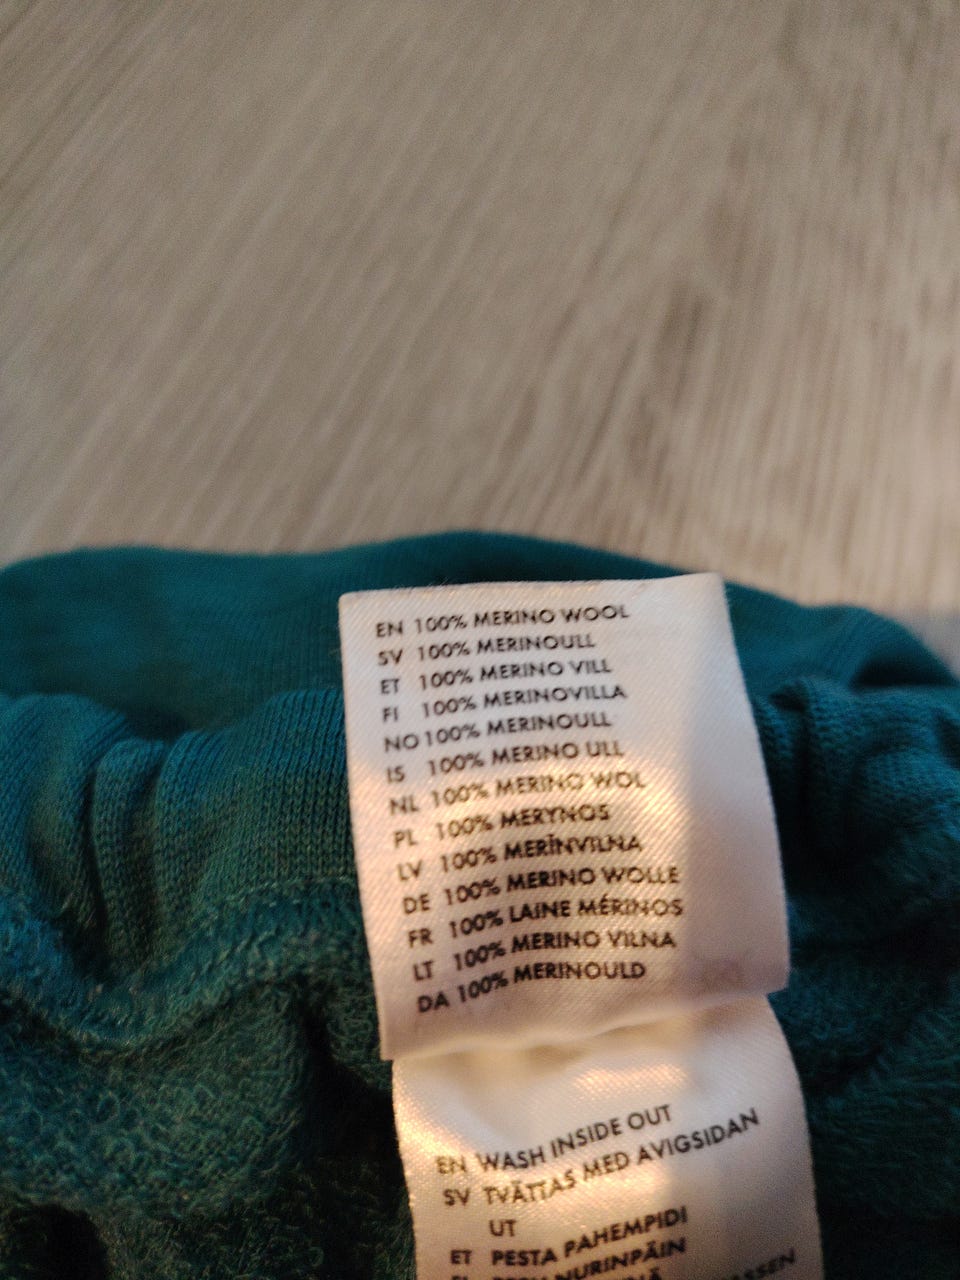 EN 100% MERINO WOOL
SV 100% MERINOULL
ET 100% MERINO VILL
FI 100% MERINOVILLA
NO 100% MERINOULL
IS 100% MERINO ULL
NL 100% MERINO WOL
PL 100% MERYNOS
LV 100% MERĪNVILNA
DE 100% MERINO WOLLE
FR 100% LAINE MÉRINOS
LT 100% MERINO VILNA
DA 100% MERINOULD
EN WASH INSIDE OUT
SV TVÄTTAS MED AVIGSIDAN
UT
ET PESTA PAHEMPIDI
NURINPÄIN